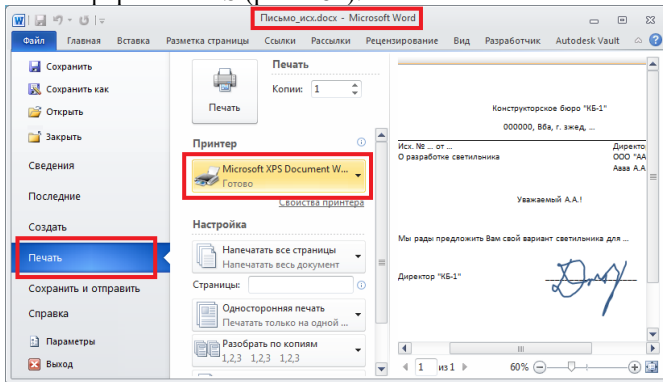 Письмо_исх.docx - Microsoft Word
Файл Главная Вставка Разметка страницы Ссылки Рассылки Рецензирование Вид Разработчик Autodesk Vault
Сохранить
Сохранить как
Открыть
Закрыть
Сведения
Последние
Создать
Печать
Сохранить и отправить
Справка
Параметры
Выход
Печать
Копии: 1
Печать
Принтер
Microsoft XPS Document W...
Готово
Свойства принтера
Настройка
Напечатать все страницы
Напечатать весь документ
Страницы:
Односторонняя печать
Печатать только на одной ...
Разобрать по копиям
1,2,3 1,2,3 1,2,3
Конструкторское бюро "КБ-1"
000000, Вба, г. зжед, ...
Исх. № ... от ... Директо
О разработке светильника ООО "АА
Аааа А.А
Уважаемый А.А.!
Мы рады предложить Вам свой вариант светильника для ...
Директор "КБ-1"
1 из 1
60%